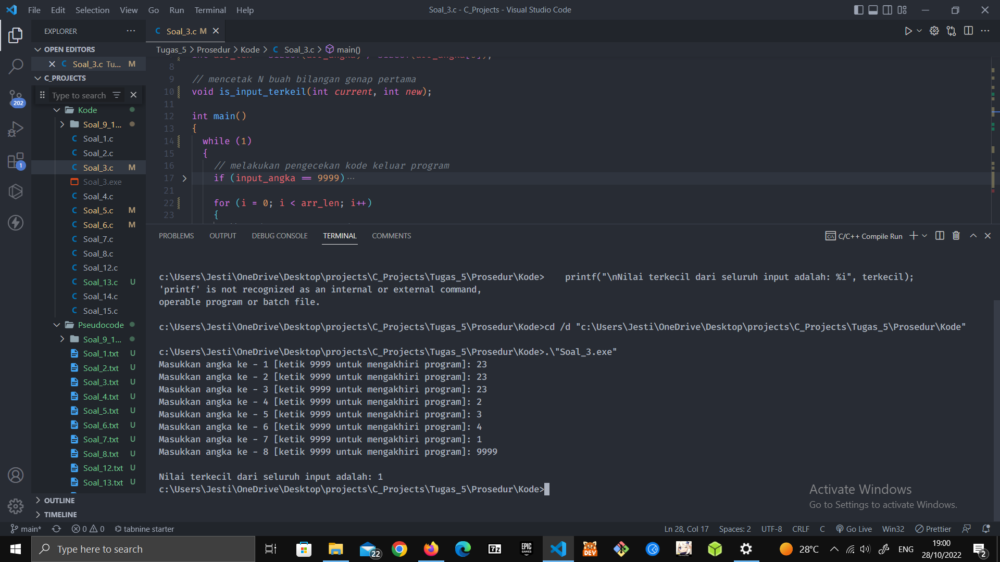 File Edit Selection View Go Run Terminal Help
Soal_3.c - C_Projects - Visual Studio Code
EXPLORER
Soal_3.c M
OPEN EDITORS
Soal_3.c Tu... M
C_PROJECTS
Type to search
Kode
Soal_9_1...
Soal_1.c
Soal_2.c
Soal_3.c M
Soal_3.exe
Soal_4.c
Soal_5.c M
Soal_6.c M
Soal_7.c
Soal_8.c
Soal_12.c
Soal_13.c U
Soal_14.c
Soal_15.c
Pseudocode
Soal_9_1...
Soal_1.txt U
Soal_2.txt U
Soal_3.txt U
Soal_4.txt U
Soal_5.txt U
Soal_6.txt U
Soal_7.txt U
Soal_8.txt U
Soal_12.txt U
Soal_13.txt U
OUTLINE
TIMELINE
202
1
Tugas_5 > Prosedur > Kode > C Soal_3.c > main()
8
9 // mencetak N buah bilangan genap pertama
10 void is_input_terkeil(int current, int new);
11
12 int main()
13 {
14 while (1)
15 {
16 // melakukan pengecekan kode keluar program
17 if (input_angka == 9999)···
21
22 for (i = 0; i < arr_len; i++)
23 {
PROBLEMS OUTPUT DEBUG CONSOLE TERMINAL COMMENTS
C/C++ Compile Run
c:\Users\Jesti\OneDrive\Desktop\projects\C_Projects\Tugas_5\Prosedur\Kode>    printf("\nNilai terkecil dari seluruh input adalah: %i", terkecil);
'printf' is not recognized as an internal or external command,
operable program or batch file.
c:\Users\Jesti\OneDrive\Desktop\projects\C_Projects\Tugas_5\Prosedur\Kode>cd /d "c:\Users\Jesti\OneDrive\Desktop\projects\C_Projects\Tugas_5\Prosedur\Kode"
c:\Users\Jesti\OneDrive\Desktop\projects\C_Projects\Tugas_5\Prosedur\Kode>.\"Soal_3.exe"
Masukkan angka ke - 1 [ketik 9999 untuk mengakhiri program]: 23
Masukkan angka ke - 2 [ketik 9999 untuk mengakhiri program]: 23
Masukkan angka ke - 3 [ketik 9999 untuk mengakhiri program]: 23
Masukkan angka ke - 4 [ketik 9999 untuk mengakhiri program]: 2
Masukkan angka ke - 5 [ketik 9999 untuk mengakhiri program]: 3
Masukkan angka ke - 6 [ketik 9999 untuk mengakhiri program]: 4
Masukkan angka ke - 7 [ketik 9999 untuk mengakhiri program]: 1
Masukkan angka ke - 8 [ketik 9999 untuk mengakhiri program]: 9999
Nilai terkecil dari seluruh input adalah: 1
c:\Users\Jesti\OneDrive\Desktop\projects\C_Projects\Tugas_5\Prosedur\Kode>
Activate Windows
Go to Settings to activate Windows.
main* 0 0 tabnine starter
Ln 28, Col 17 Spaces: 2 UTF-8 CRLF C Go Live Win32 Prettier
Type here to search
22
7z
EPIC GAMES
DEV
28°C
ENG
19:00
28/10/2022
2